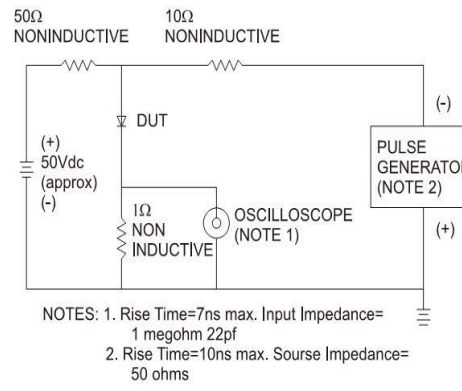 50Ω
NONINDUCTIVE
10Ω
NONINDUCTIVE
(+)
50Vdc
(approx)
(-)
DUT
1Ω
NON
INDUCTIVE
OSCILLOSCOPE
(NOTE 1)
(-)
PULSE
GENERATOR
(NOTE 2)
(+)
NOTES: 1. Rise Time=7ns max. Input Impedance=
1 megohm 22pf
2. Rise Time=10ns max. Sourse Impedance=
50 ohms